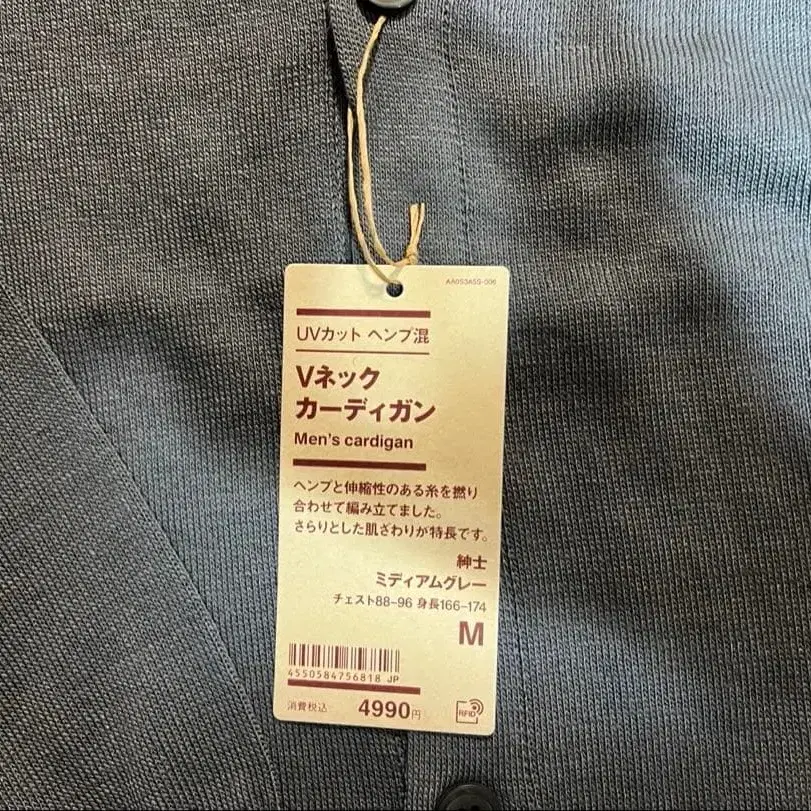 AA0S3A5S-006
UVカット ヘンプ混
Vネック
カーディガン
Men's cardigan
ヘンプと伸縮性のある糸を撚り
合わせて編み立てました。
さらりとした肌ざわりが特長です。
紳士
ミディアムグレー
チェスト88-96 身長166-174
M
4550584756818 JP
消費税込 4990円
RFID